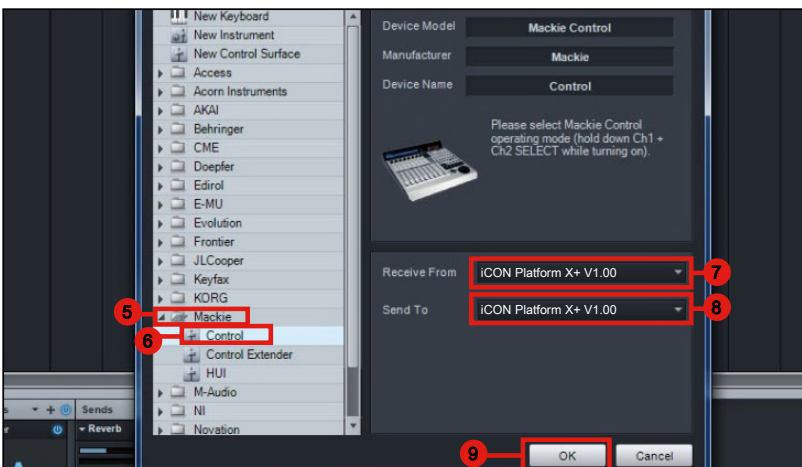 New Keyboard
New Instrument
New Control Surface
Access
Acorn Instruments
AKAI
Behringer
CME
Doepfer
Edirol
E-MU
Evolution
Frontier
JLCooper
Keyfax
KORG
5
Mackie
6
Control
Control Extender
HUI
M-Audio
NI
Novation
Device Model
Mackie Control
Manufacturer
Mackie
Device Name
Control
Please select Mackie Control
operating mode (hold down Ch1 +
Ch2 SELECT while turning on).
Receive From
iCON Platform X+ V1.00
7
Send To
iCON Platform X+ V1.00
8
9
OK
Cancel
Sends
Reverb